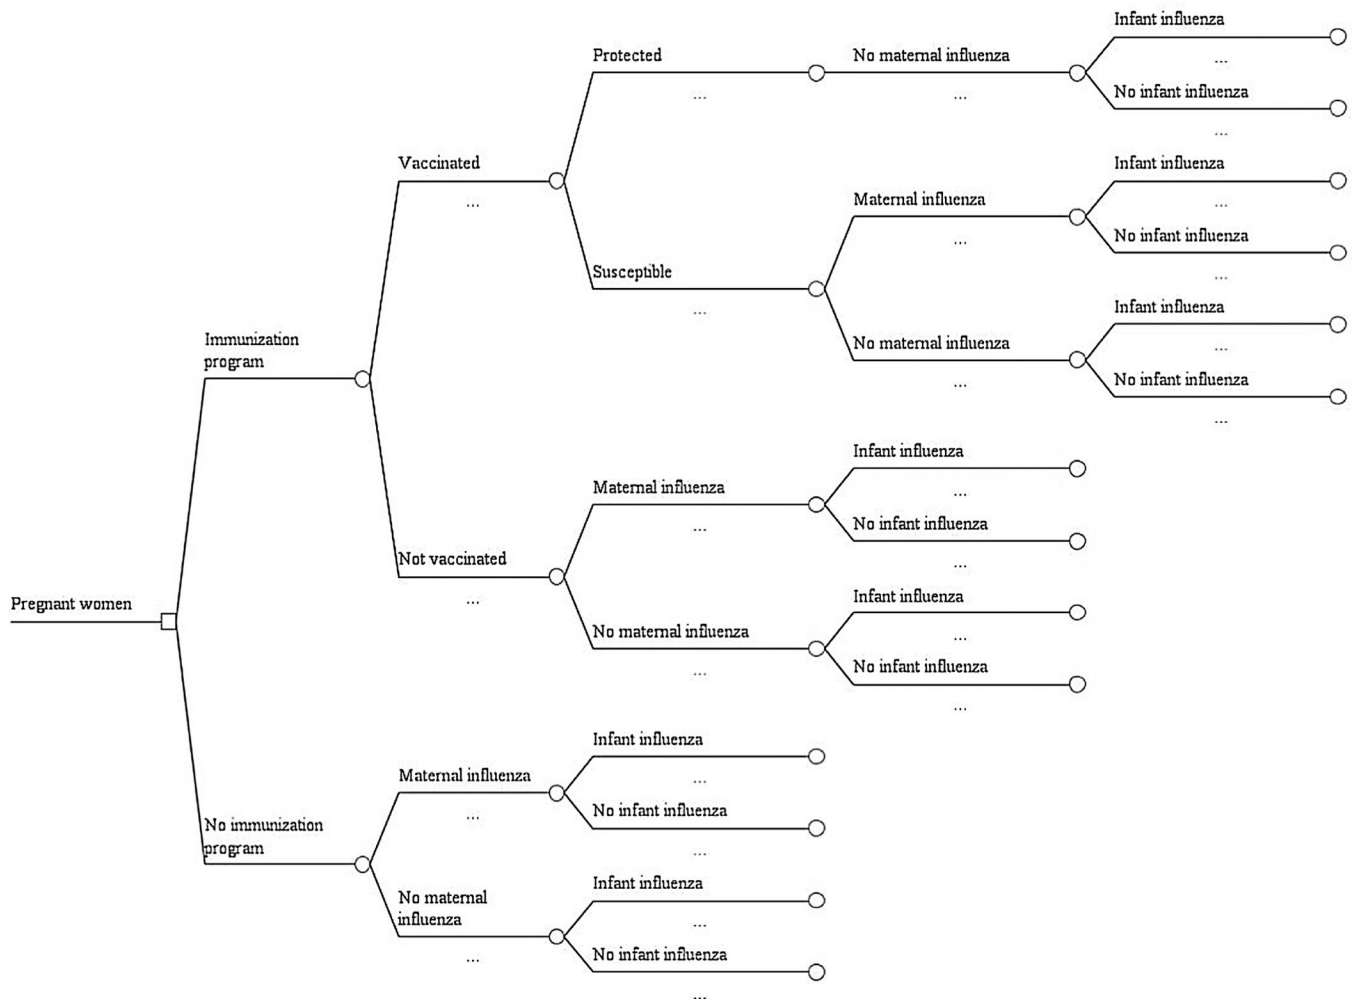 Infant influenza
...
No infant influenza
...
Protected
...
No maternal influenza
...
Vaccinated
...
Infant influenza
...
No infant influenza
...
Maternal influenza
...
Susceptible
...
Infant influenza
...
No infant influenza
...
No maternal influenza
...
Immunization
program
Infant influenza
...
No infant influenza
...
Maternal influenza
...
Not vaccinated
...
Infant influenza
...
No infant influenza
...
No maternal influenza
...
Pregnant women
Infant influenza
...
No infant influenza
...
Maternal influenza
...
No immunization
program
Infant influenza
...
No infant influenza
...
No maternal
influenza
...